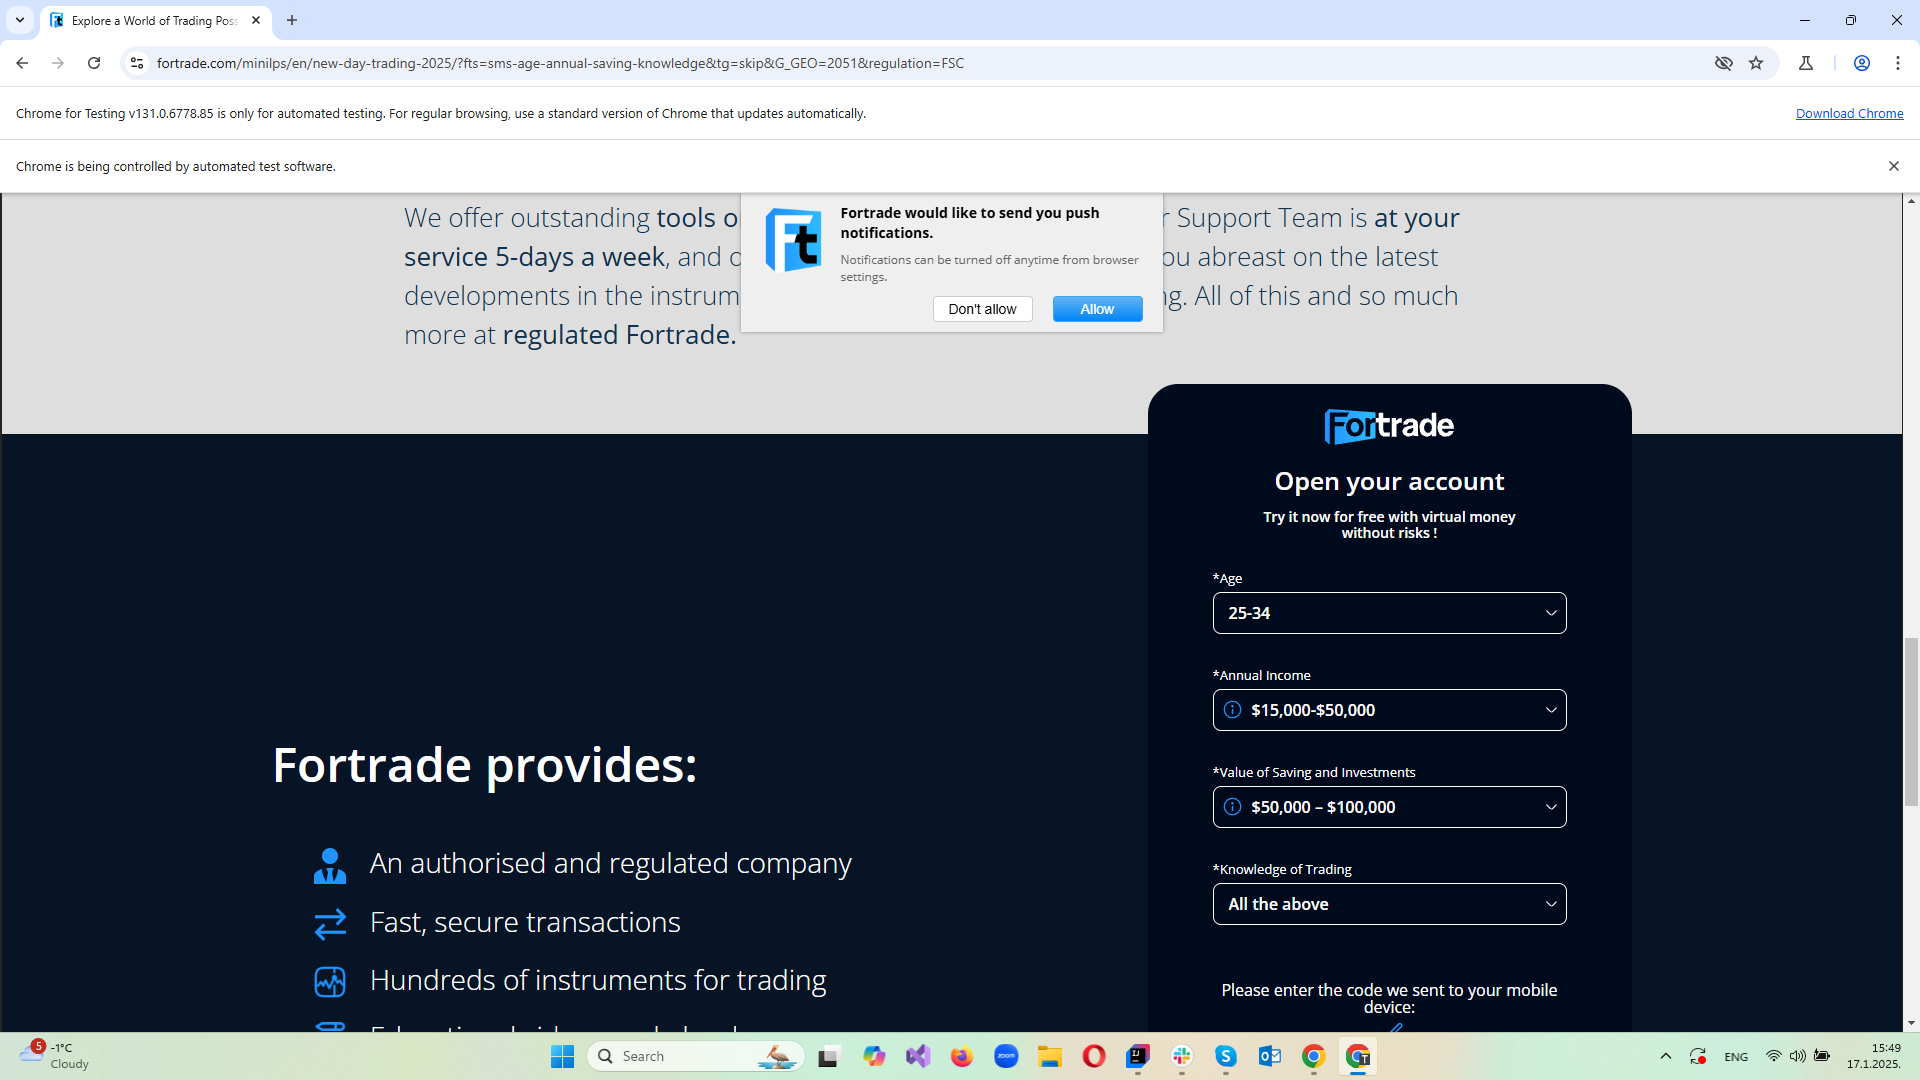 Explore a World of Trading Poss
fortrade.com/minilps/en/new-day-trading-2025/?fts=sms-age-annual-saving-knowledge&tg=skip&G_GEO=2051&regulation=FSC
Chrome for Testing v131.0.6778.85 is only for automated testing. For regular browsing, use a standard version of Chrome that updates automatically.
Download Chrome
Chrome is being controlled by automated test software.
We offer outstanding tools o
r Support Team is at your
service 5-days a week, and o
ou abreast on the latest
developments in the instrum
ng. All of this and so much
more at regulated Fortrade.
Ft
Fortrade would like to send you push
notifications.
Notifications can be turned off anytime from browser
settings.
Don't allow
Allow
Fortrade
Open your account
Try it now for free with virtual money
without risks !
*Age
25-34
*Annual Income
$15,000-$50,000
*Value of Saving and Investments
$50,000 – $100,000
*Knowledge of Trading
All the above
Please enter the code we sent to your mobile
device:
Fortrade provides:
An authorised and regulated company
Fast, secure transactions
Hundreds of instruments for trading
5
-1°C
Cloudy
Search
zoom
ENG
15:49
17.1.2025.